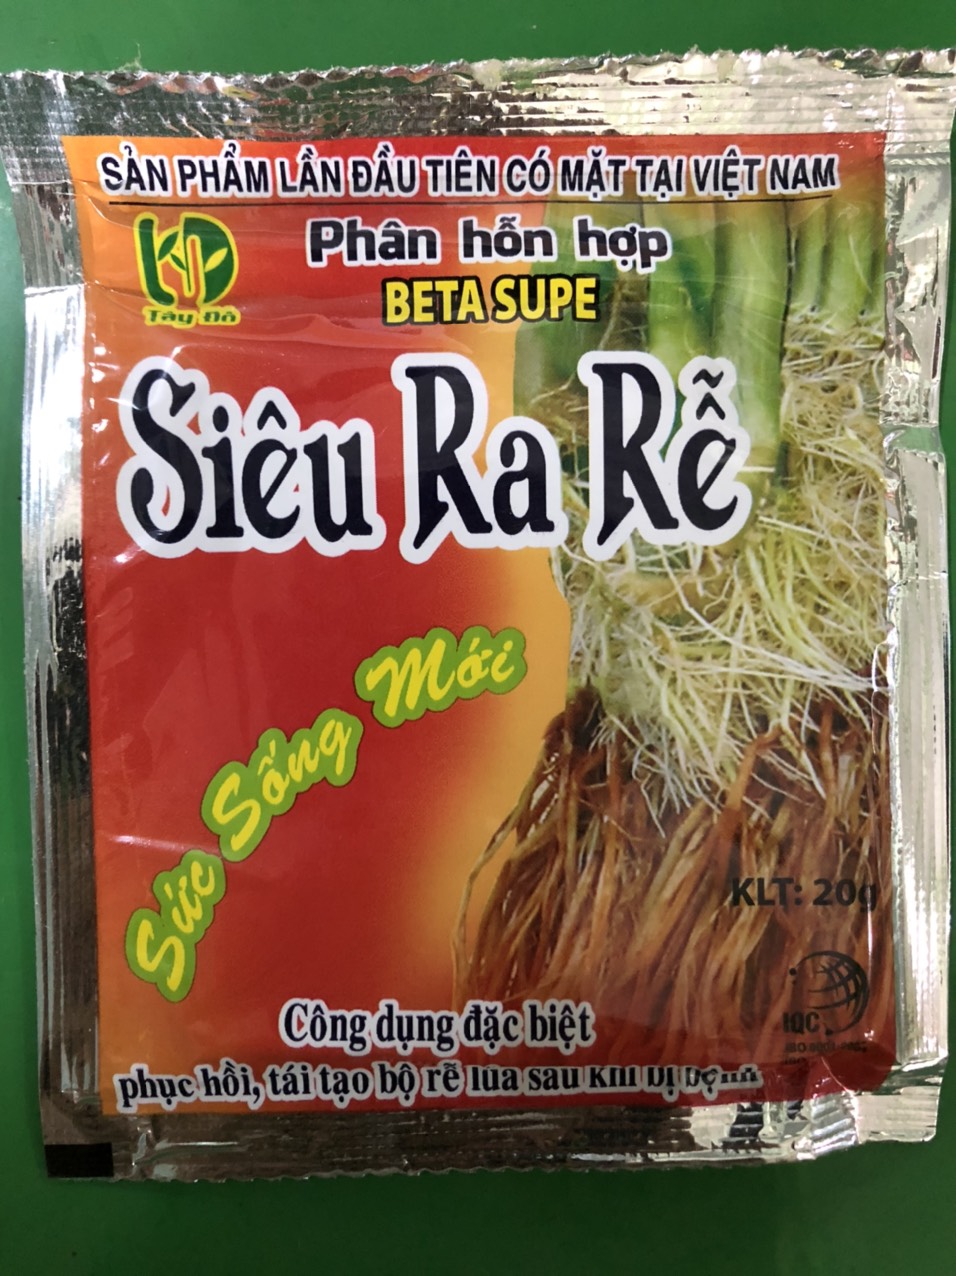 SẢN PHẨM LẦN ĐẦU TIÊN CÓ MẶT TẠI VIỆT NAM
KD
Tây Đô
Phân hỗn hợp
BETA SUPE
Siêu Ra Rễ
Sức Sống Mới
KLT: 20g
IQC
Công dụng đặc biệt
phục hồi, tái tạo bộ rễ lúa sau khi bị bệnh